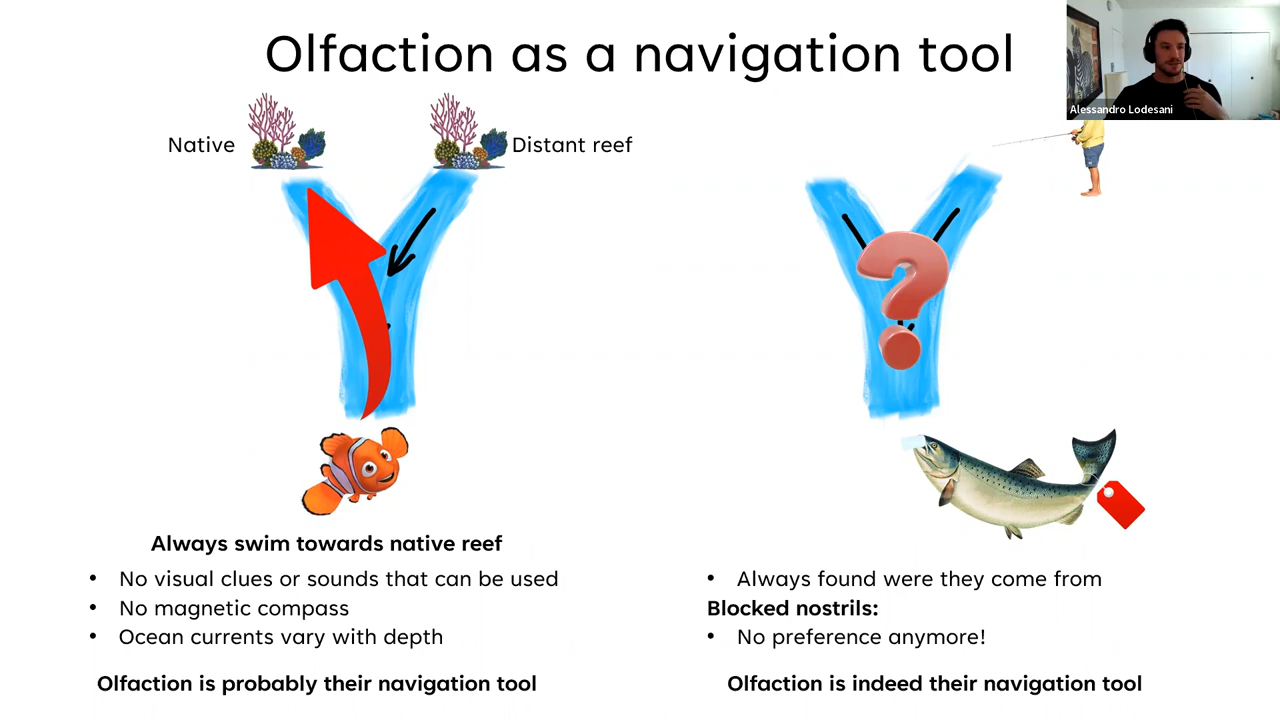 Olfaction as a navigation tool
Alessandro Lodesani
Native
Distant reef
Always swim towards native reef
• No visual clues or sounds that can be used
• No magnetic compass
• Ocean currents vary with depth
Olfaction is probably their navigation tool
• Always found were they come from
Blocked nostrils:
• No preference anymore!
Olfaction is indeed their navigation tool